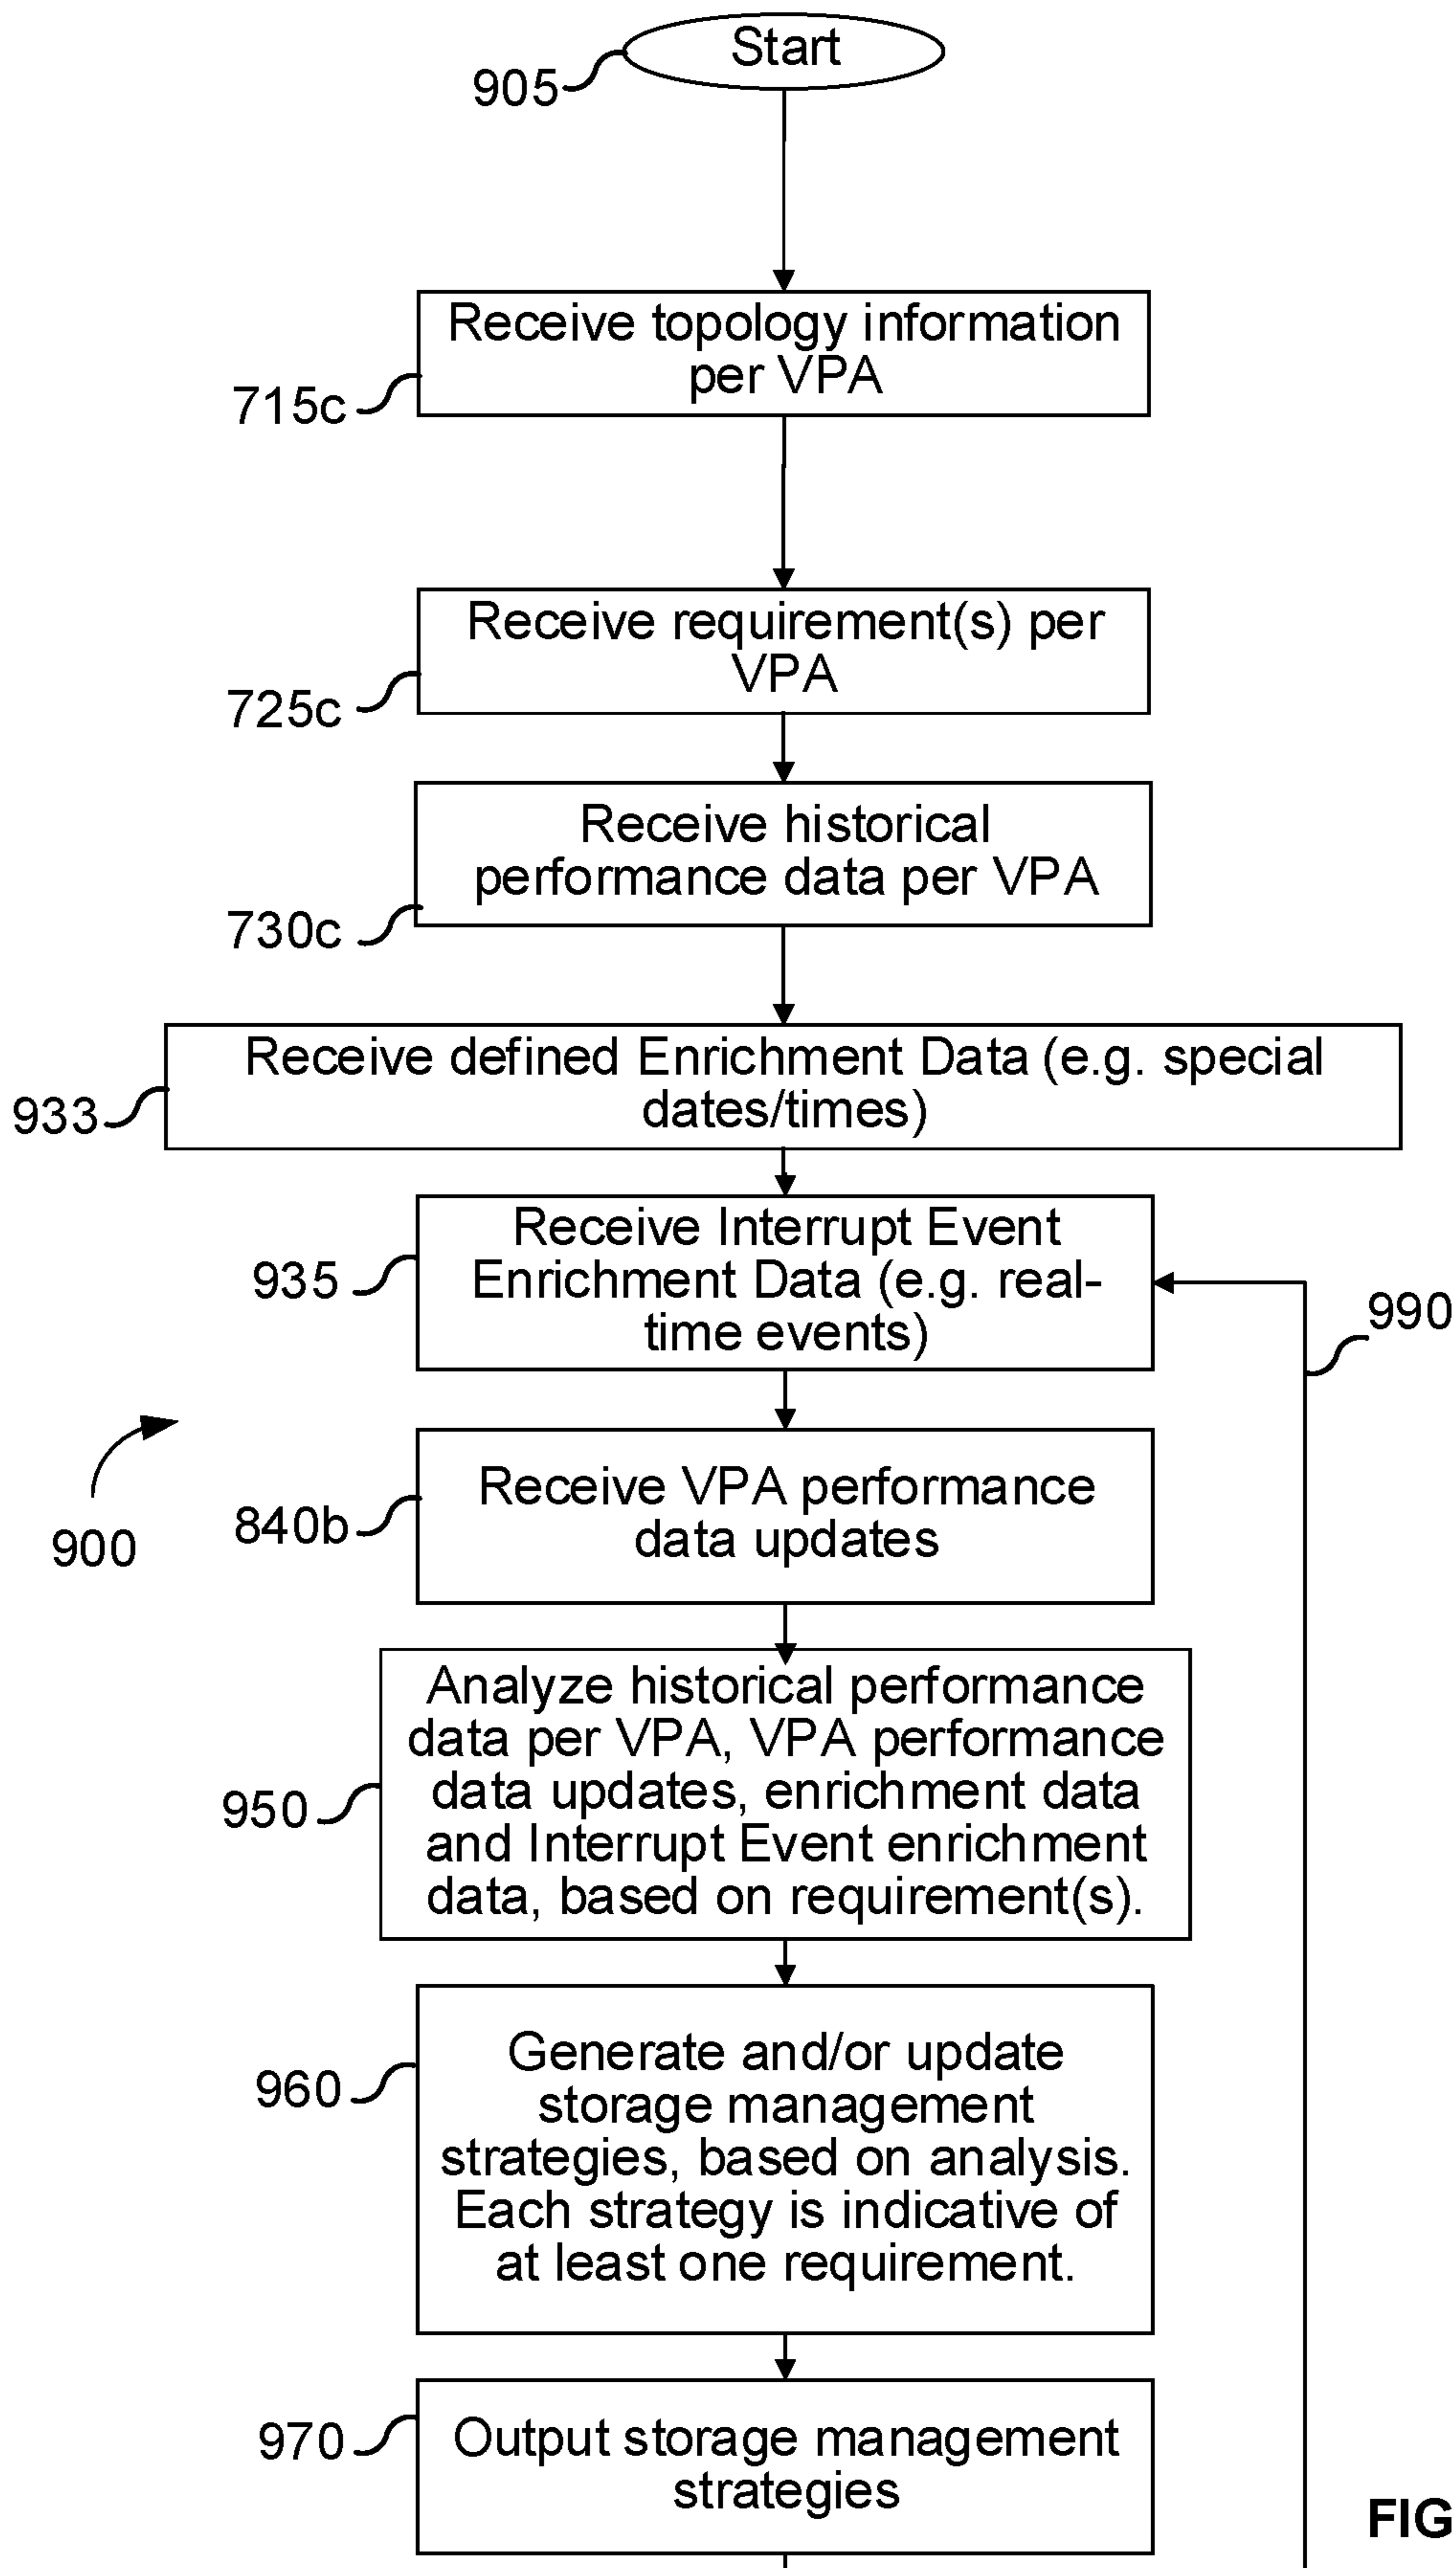 Start
905
Receive topology information
per VPA
715c
Receive requirement(s) per
VPA
725c
Receive historical
performance data per VPA
730c
Receive defined Enrichment Data (e.g. special
dates/times)
933
Receive Interrupt Event
Enrichment Data (e.g. real-
time events)
935
990
Receive VPA performance
data updates
840b
900
Analyze historical performance
data per VPA, VPA performance
data updates, enrichment data
and Interrupt Event enrichment
data, based on requirement(s).
950
Generate and/or update
storage management
strategies, based on analysis.
Each strategy is indicative of
at least one requirement.
960
Output storage management
strategies
970
FIG